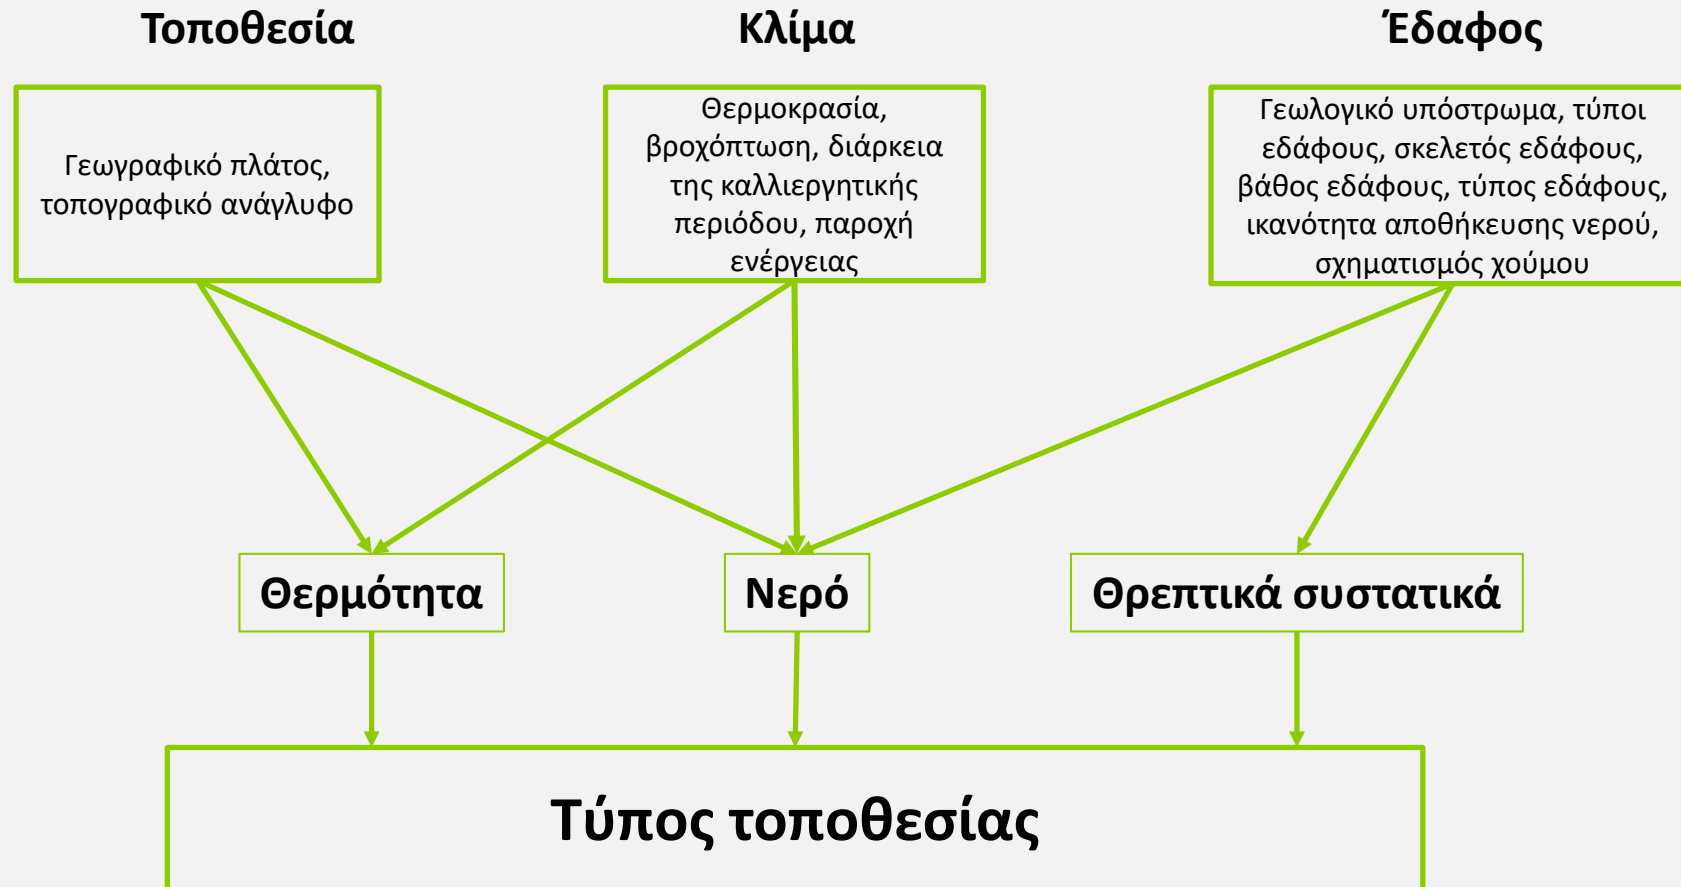 Τοποθεσία
Κλίμα
Έδαφος
Γεωγραφικό πλάτος,
τοπογραφικό ανάγλυφο
Θερμοκρασία,
βροχόπτωση, διάρκεια
της καλλιεργητικής
περιόδου, παροχή
ενέργειας
Γεωλογικό υπόστρωμα, τύποι
εδάφους, σκελετός εδάφους,
βάθος εδάφους, τύπος εδάφους,
ικανότητα αποθήκευσης νερού,
σχηματισμός χούμου
Θερμότητα
Νερό
Θρεπτικά συστατικά
Τύπος τοποθεσίας